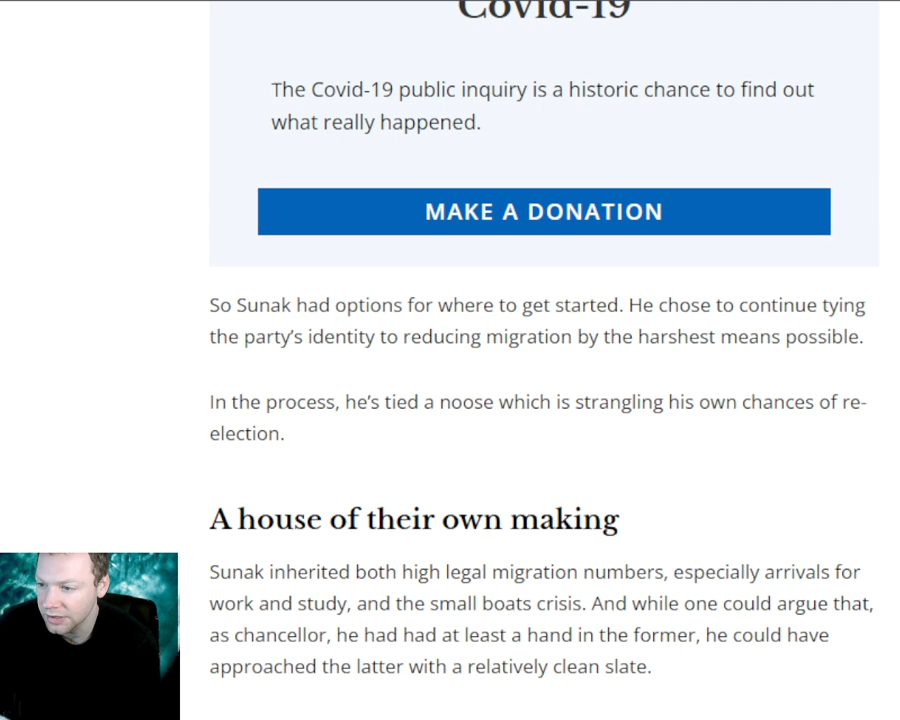 Covid-19
The Covid-19 public inquiry is a historic chance to find out
what really happened.
MAKE A DONATION
So Sunak had options for where to get started. He chose to continue tying
the party’s identity to reducing migration by the harshest means possible.
In the process, he’s tied a noose which is strangling his own chances of re-
election.
A house of their own making
Sunak inherited both high legal migration numbers, especially arrivals for
work and study, and the small boats crisis. And while one could argue that,
as chancellor, he had had at least a hand in the former, he could have
approached the latter with a relatively clean slate.